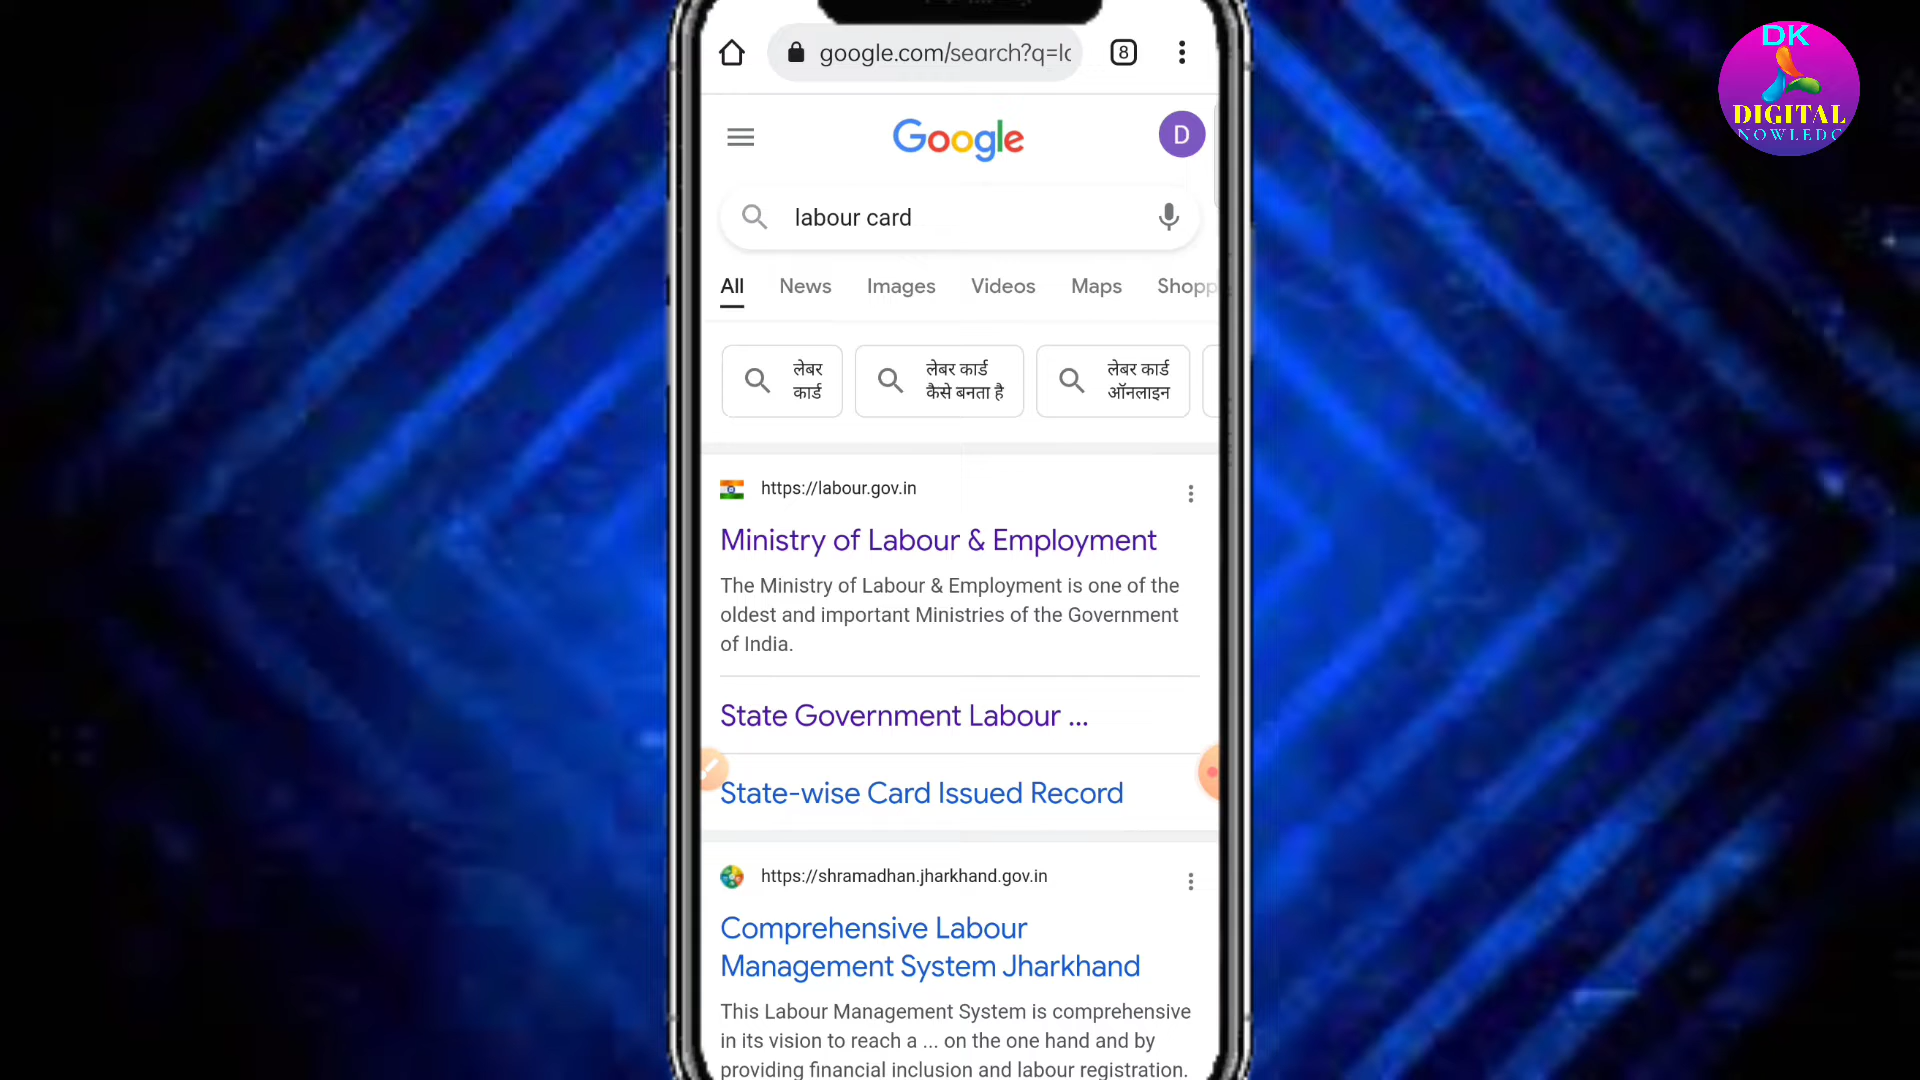 google.com/search?q=lc
8
DK
DIGITAL
NOWLEDG
Google
D
labour card
All News Images Videos Maps Shopp
लेबर
कार्ड
लेबर कार्ड
कैसे बनता है
लेबर कार्ड
ऑनलाइन
https://labour.gov.in
Ministry of Labour & Employment
The Ministry of Labour & Employment is one of the
oldest and important Ministries of the Government
of India.
State Government Labour ...
State-wise Card Issued Record
https://shramadhan.jharkhand.gov.in
Comprehensive Labour
Management System Jharkhand
This Labour Management System is comprehensive
in its vision to reach a ... on the one hand and by
providing financial inclusion and labour registration.